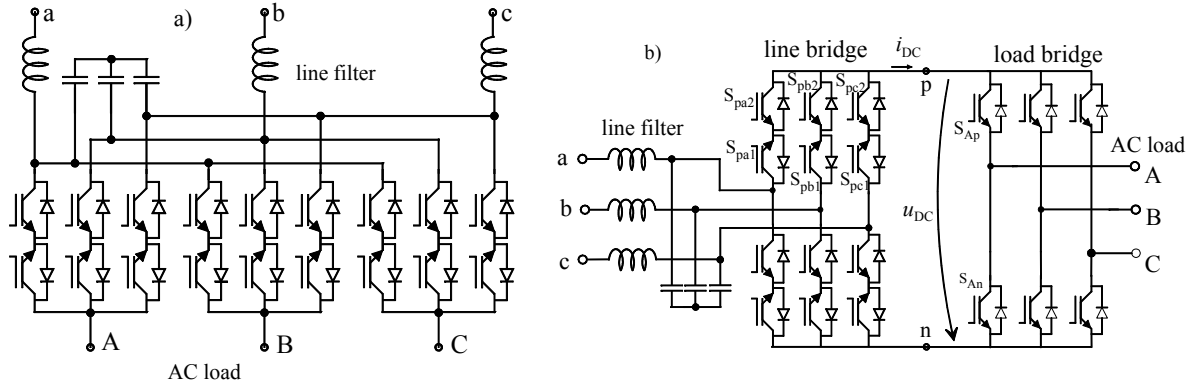 a
a)
b
c
line filter
A
B
C
AC load
b)
line bridge
i_DC
load bridge
p
S_pa2
S_pb2
S_pc2
S_Ap
line filter
AC load
a
S_pa1
S_pb1
S_pc1
A
b
u_DC
B
c
C
S_An
n